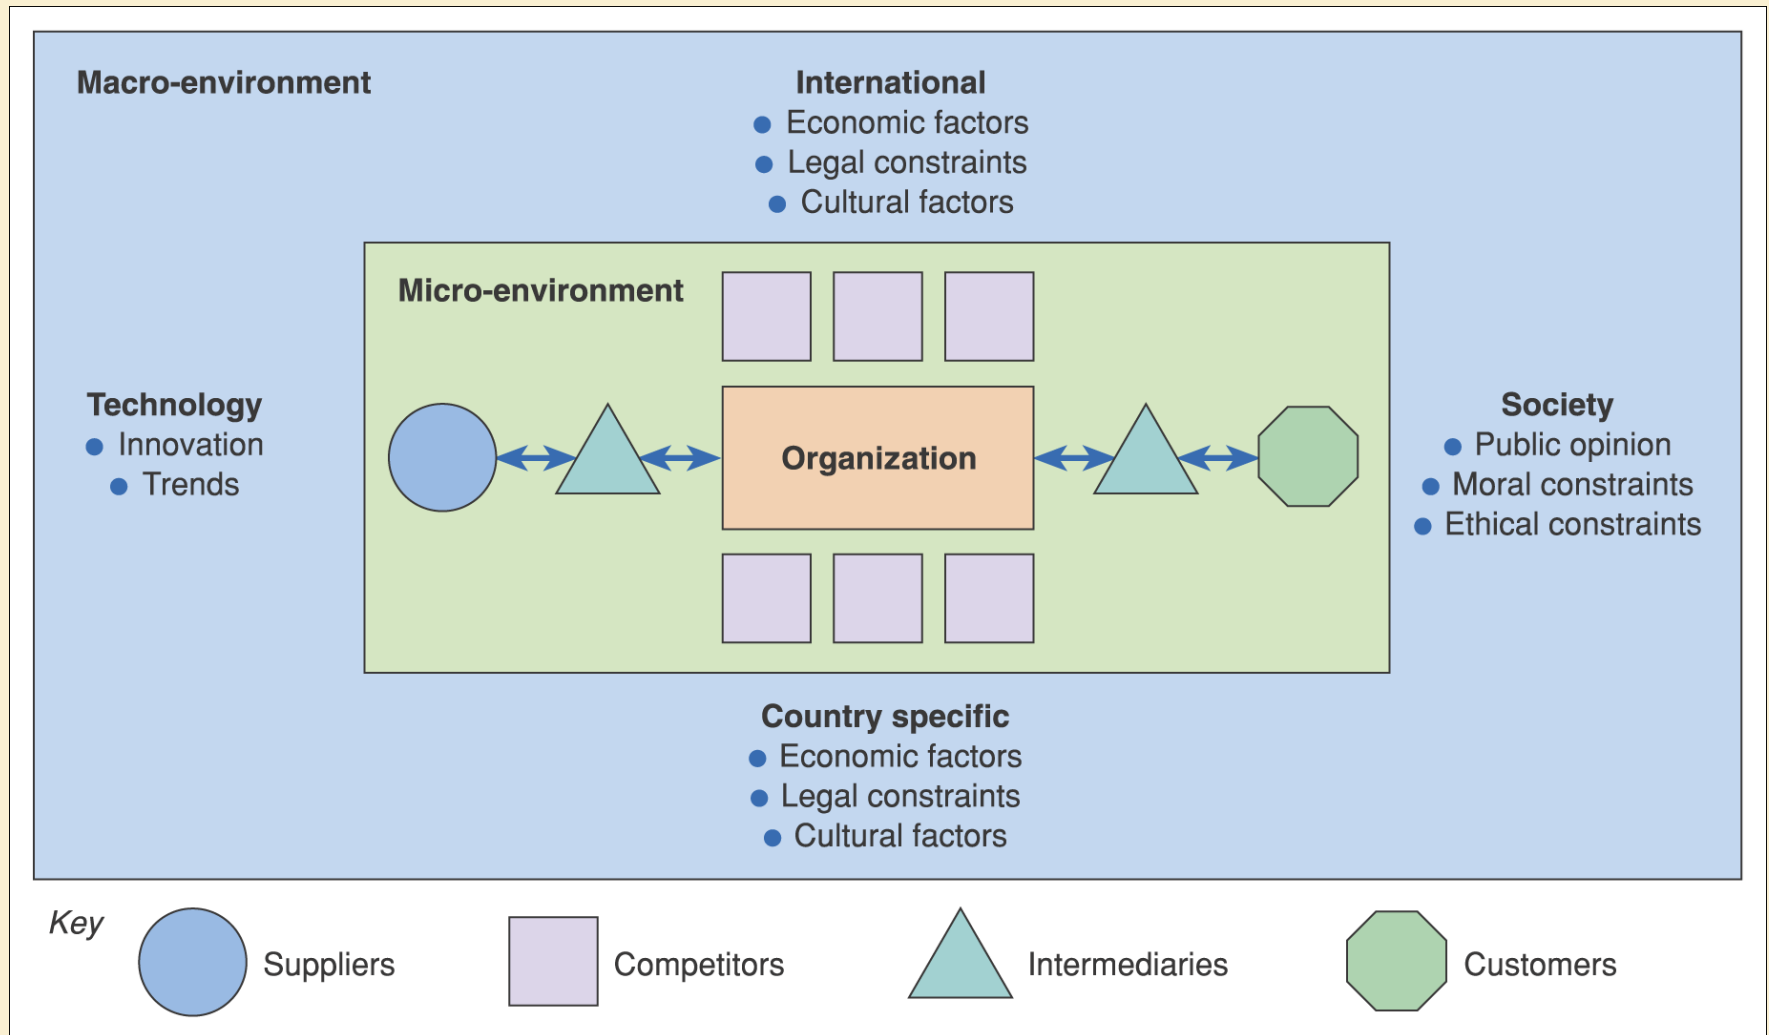 Macro-environment
International
• Economic factors
• Legal constraints
• Cultural factors
Micro-environment
Technology
• Innovation
• Trends
Organization
Society
• Public opinion
• Moral constraints
• Ethical constraints
Country specific
• Economic factors
• Legal constraints
• Cultural factors
Key
Suppliers
Competitors
Intermediaries
Customers